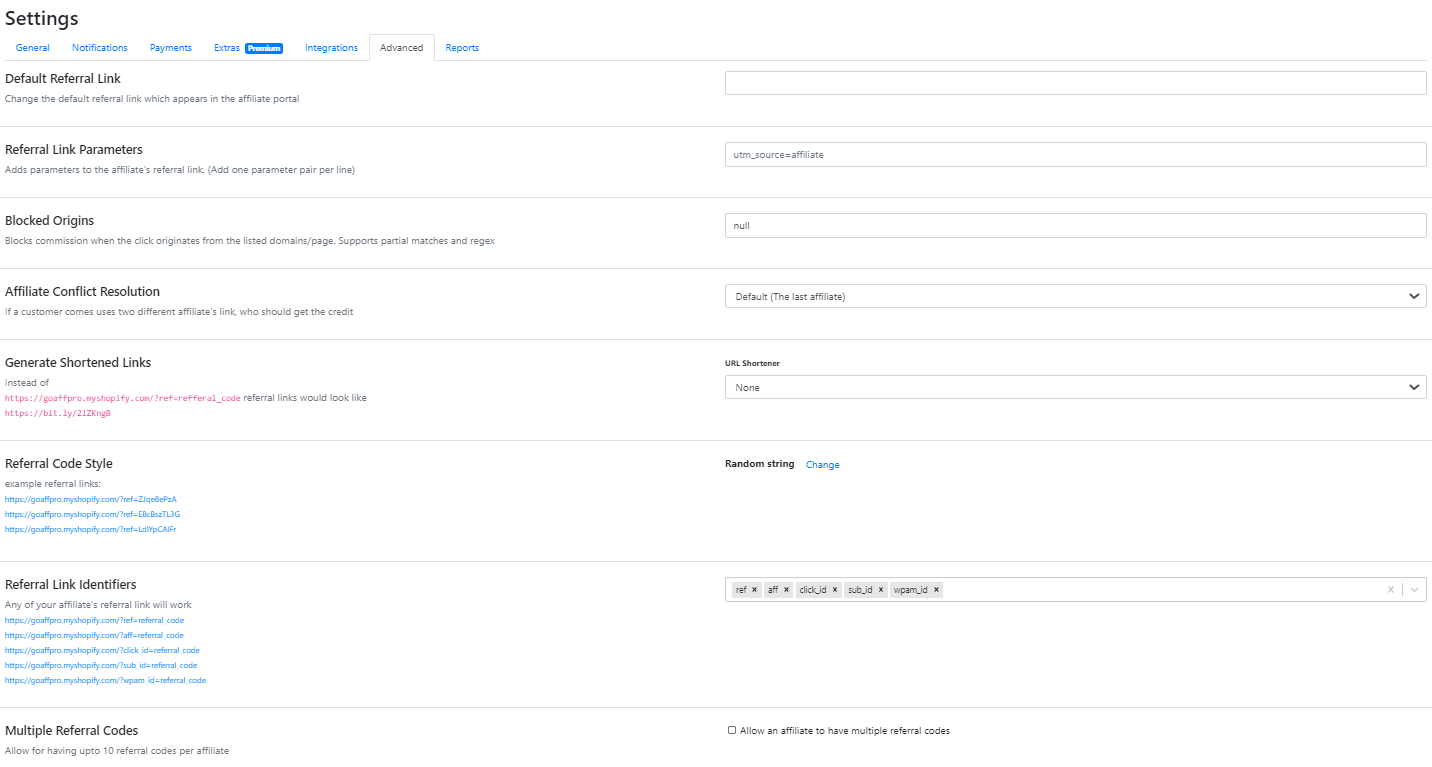 Settings
General Notifications Payments Extras Premium Integrations Advanced Reports
Default Referral Link
Change the default referral link which appears in the affiliate portal
Referral Link Parameters
Adds parameters to the affiliate's referral link. (Add one parameter pair per line)
utm_source=affiliate
Blocked Origins
Blocks commission when the click originates from the listed domains/page. Supports partial matches and regex
null
Affiliate Conflict Resolution
If a customer comes uses two different affiliate's link, who should get the credit
Default (The last affiliate)
Generate Shortened Links
Instead of
https://goaffpro.myshopify.com/?ref=refferal_code referral links would look like
https://bit.ly/2lZKngB
URL Shortener
None
Referral Code Style
example referral links:
https://goaffpro.myshopify.com/?ref=ZJqe8ePzA
https://goaffpro.myshopify.com/?ref=EBcBszTL3G
https://goaffpro.myshopify.com/?ref=LdlYpCAlFr
Random string Change
Referral Link Identifiers
Any of your affiliate's referral link will work
https://goaffpro.myshopify.com/?ref=referral_code
https://goaffpro.myshopify.com/?aff=referral_code
https://goaffpro.myshopify.com/?click_id=referral_code
https://goaffpro.myshopify.com/?sub_id=referral_code
https://goaffpro.myshopify.com/?wpam_id=referral_code
ref × aff × click_id × sub_id × wpam_id ×
Multiple Referral Codes
Allow for having upto 10 referral codes per affiliate
Allow an affiliate to have multiple referral codes